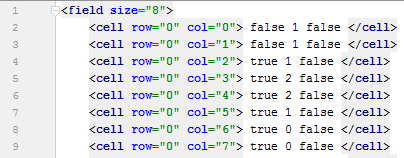 1 <field size="8">
2 <cell row="0" col="0"> false 1 false </cell>
3 <cell row="0" col="1"> false 1 false </cell>
4 <cell row="0" col="2"> true 1 false </cell>
5 <cell row="0" col="3"> true 2 false </cell>
6 <cell row="0" col="4"> true 2 false </cell>
7 <cell row="0" col="5"> true 1 false </cell>
8 <cell row="0" col="6"> true 0 false </cell>
9 <cell row="0" col="7"> true 0 false </cell>